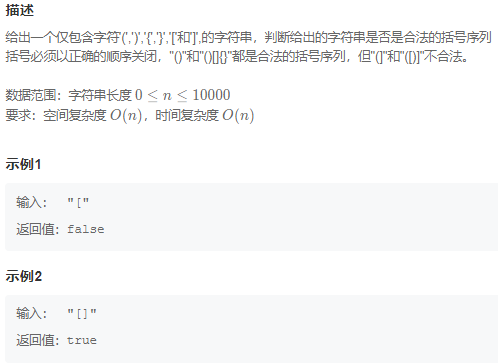 描述
给出一个仅包含字符'(',')','{','}','['和']',的字符串，判断给出的字符串是否是合法的括号序列
括号必须以正确的顺序关闭，"()"和"()[]{}"都是合法的括号序列，但"(]"和"([)]"不合法。
数据范围：字符串长度 0 ≤ n ≤ 10000
要求：空间复杂度 O(n)，时间复杂度 O(n)
示例1
输入： "["
返回值：false
示例2
输入： "[]"
返回值：true